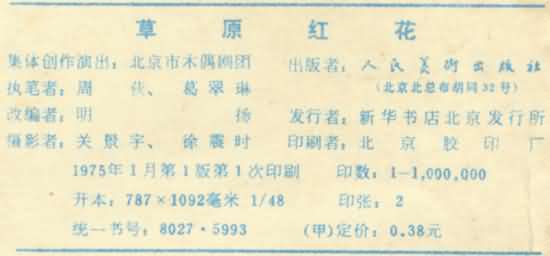 草原红花
集体创作演出：北京市木偶剧团
执笔者：周 、葛翠琳
改编者：明 扬
摄影者：关景宇、徐震时
出版者：人民美术出版社
（北京北总布胡同32号）
发行者：新华书店北京发行所
印刷者：北京胶印厂
1975年1月第1版第1次印刷 印数：1—1,000,000
开本：787×1092毫米 1/48 印张：2
统一书号：8027·5993 (甲)定价：0.38元